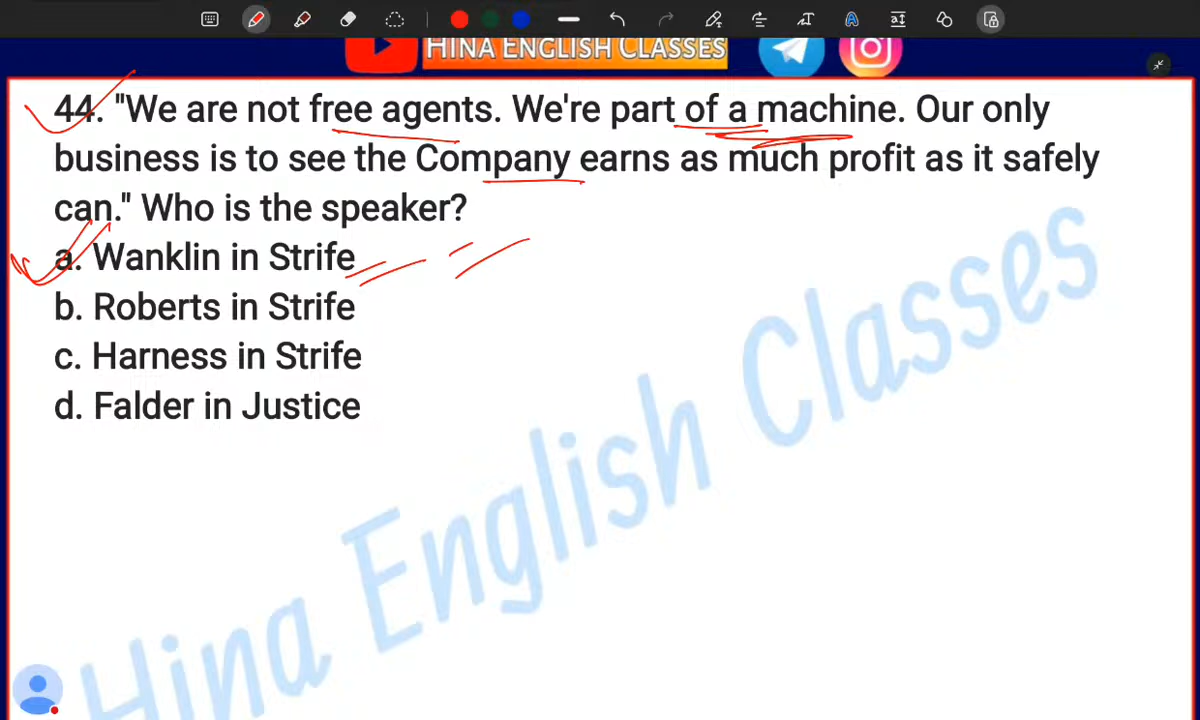 HINA ENGLISH CLASSES
44. "We are not free agents. We're part of a machine. Our only
business is to see the Company earns as much profit as it safely
can." Who is the speaker?
a. Wanklin in Strife
b. Roberts in Strife
c. Harness in Strife
d. Falder in Justice
Hina English Classes